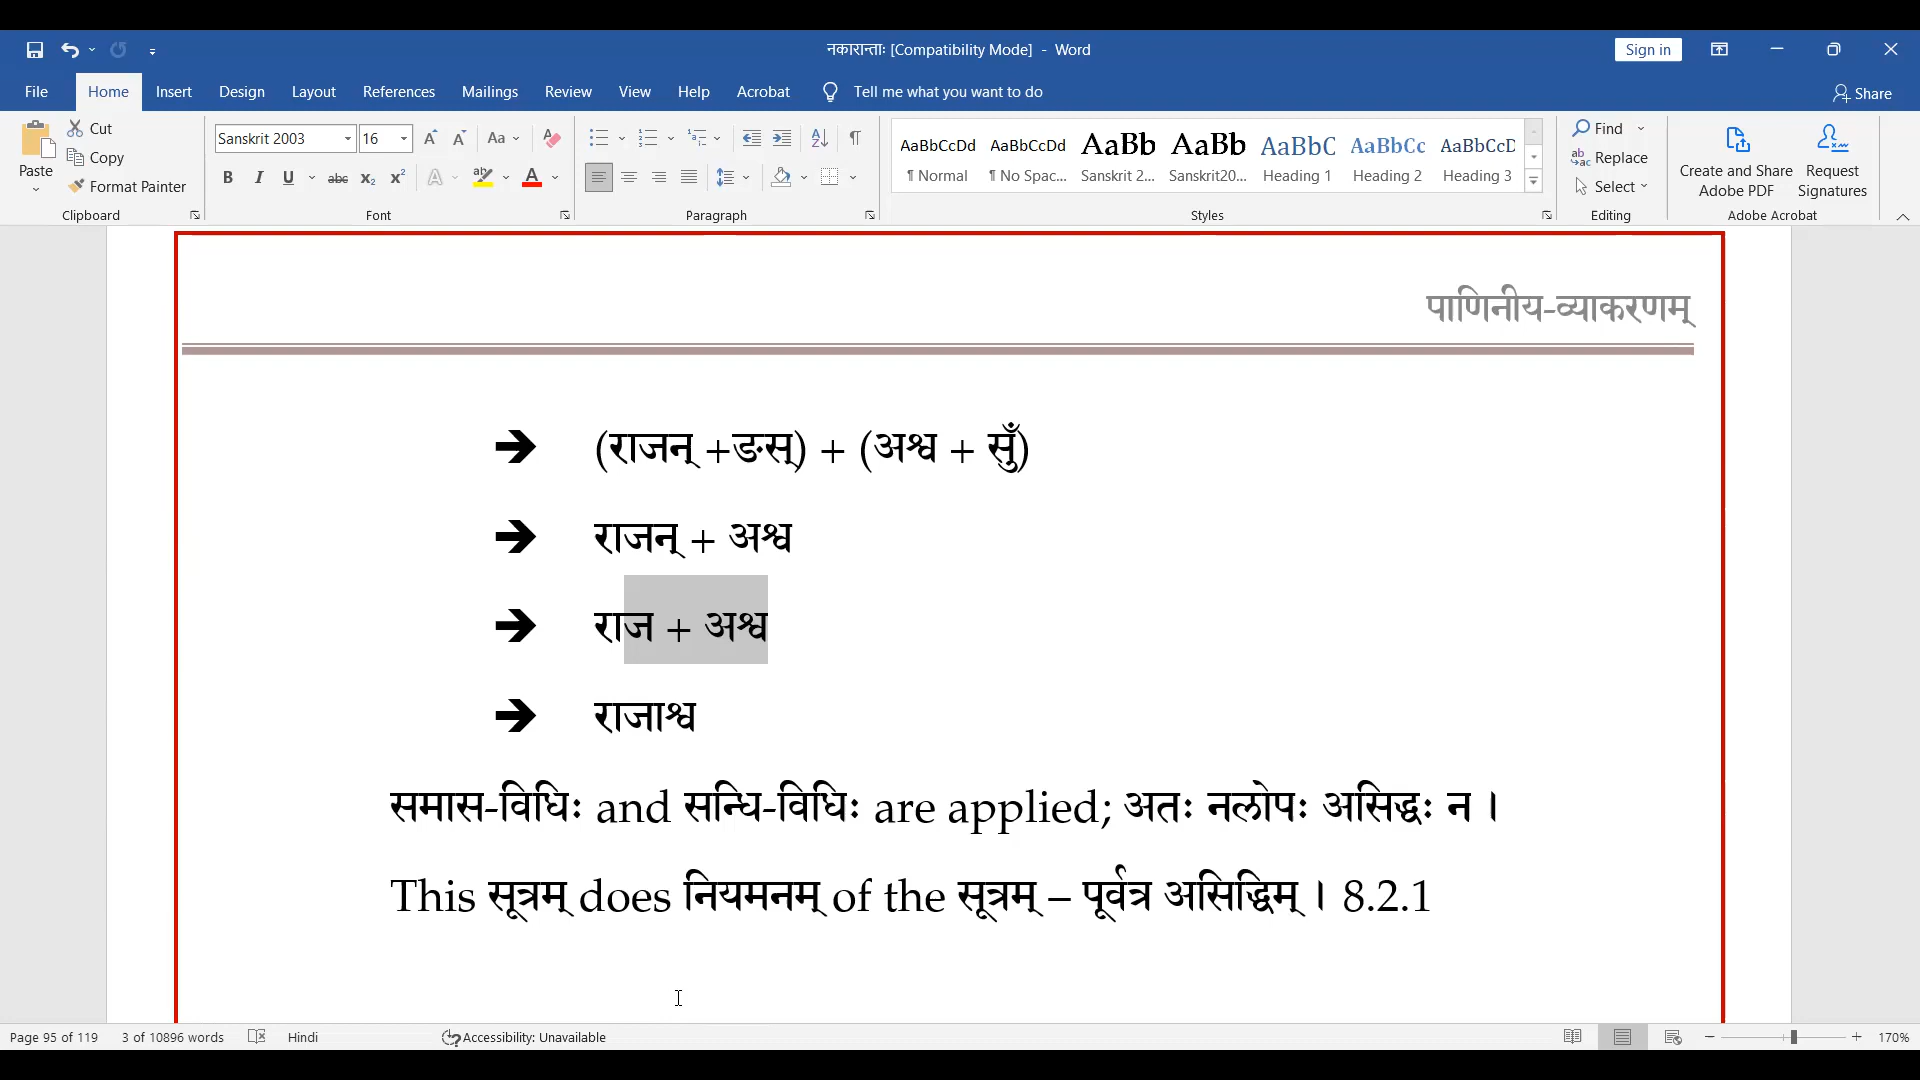 नकारान्ताः [Compatibility Mode] - Word
Sign in
File Home Insert Design Layout References Mailings Review View Help Acrobat Tell me what you want to do Share
Cut
Copy
Format Painter
Paste
Clipboard
Sanskrit 2003 16
Font
Paragraph
AaBbCcDd AaBbCcDd AaBb AaBb AaBbC AaBbCc AaBbCcD
¶ Normal ¶ No Spac... Sanskrit 2... Sanskrit20... Heading 1 Heading 2 Heading 3
Styles
Find
Replace
Select
Editing
Create and Share Adobe PDF
Request Signatures
Adobe Acrobat
पाणिनीय-व्याकरणम्
➔ (राजन् +ङस्) + (अश्व + सुँ)
➔ राजन् + अश्व
➔ राज + अश्व
➔ राजाश्व
समास-विधिः and सन्धि-विधिः are applied; अतः नलोपः असिद्धः न ।
This सूत्रम् does नियमनम् of the सूत्रम् – पूर्वत्र असिद्धिम् । 8.2.1
Page 95 of 119 3 of 10896 words Hindi Accessibility: Unavailable 170%